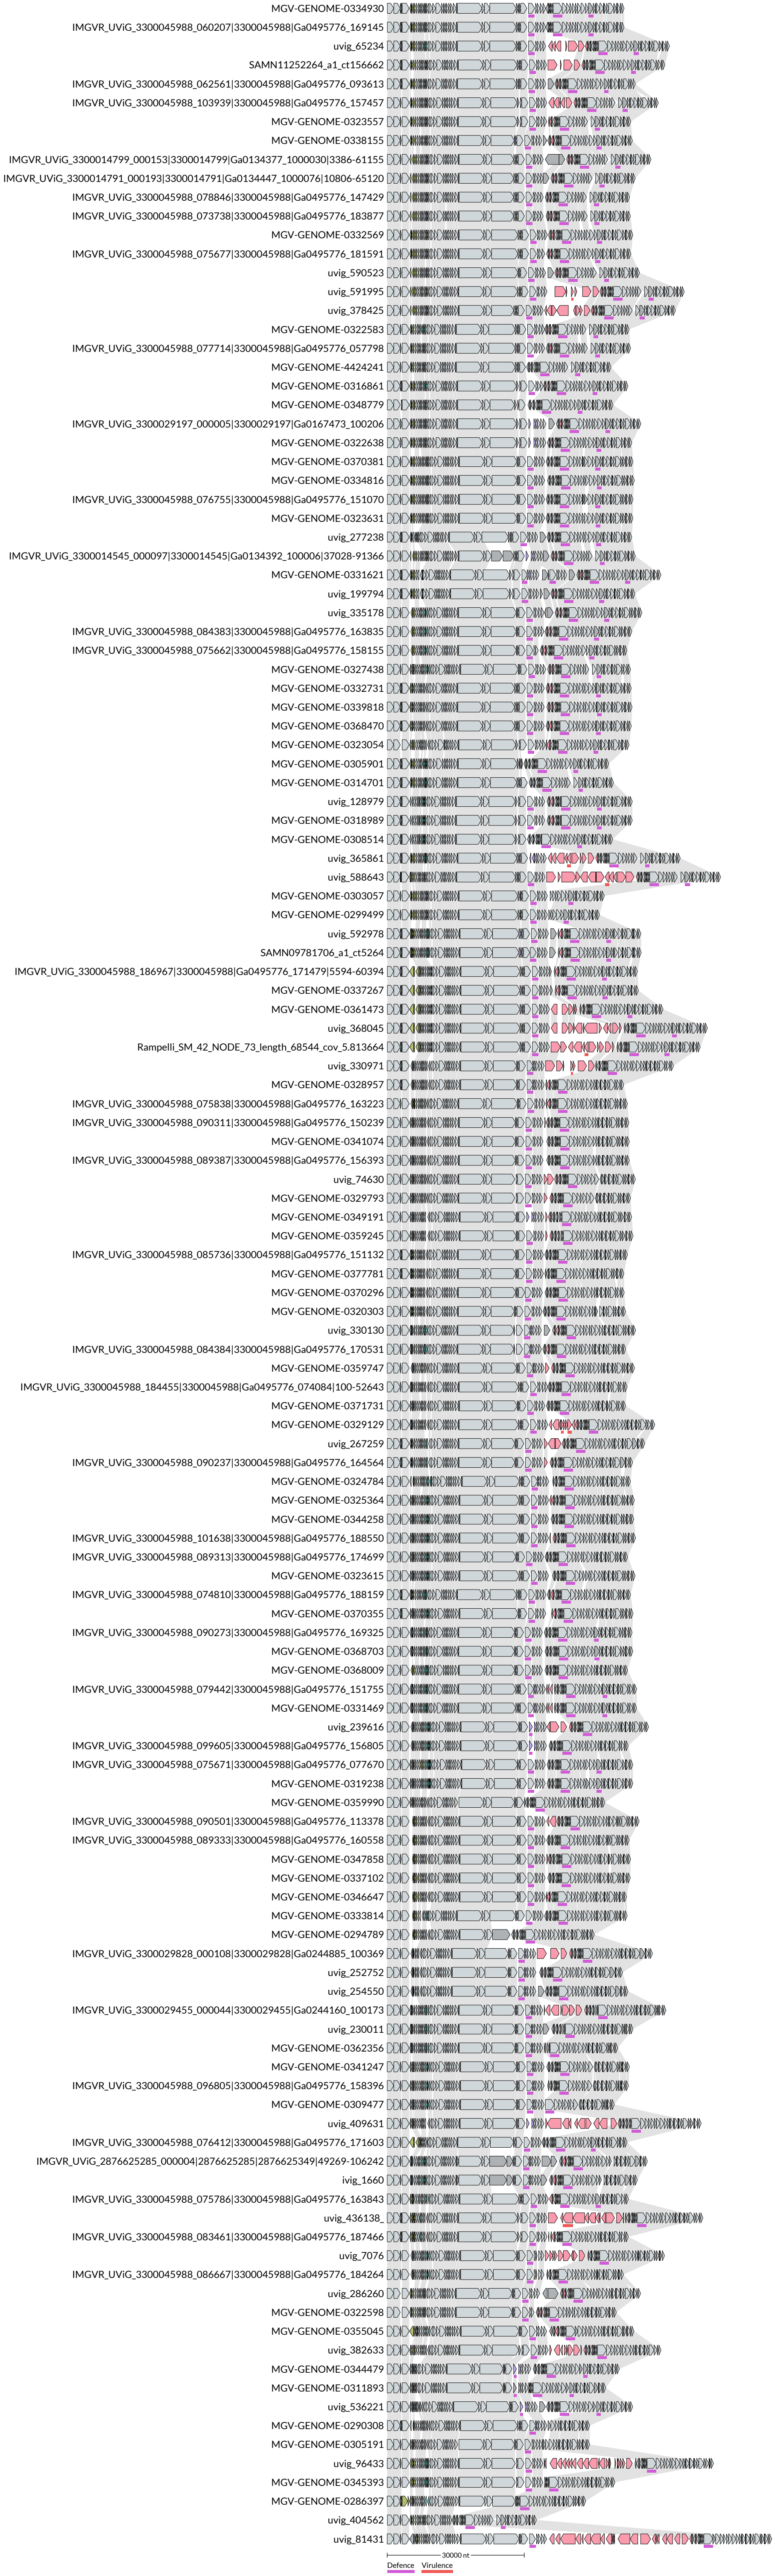 MGV-GENOME-0334930
IMGVR_UViG_3300045988_060207|3300045988|Ga0495776_169145
uvig_65234
SAMN11252264_a1_ct156662
IMGVR_UViG_3300045988_062561|3300045988|Ga0495776_093613
IMGVR_UViG_3300045988_103939|3300045988|Ga0495776_157457
MGV-GENOME-0323557
MGV-GENOME-0338155
IMGVR_UViG_3300014799_000153|3300014799|Ga0134377_1000030|3386-61155
IMGVR_UViG_3300014791_000193|3300014791|Ga0134447_1000076|10806-65120
IMGVR_UViG_3300045988_078846|3300045988|Ga0495776_147429
IMGVR_UViG_3300045988_073738|3300045988|Ga0495776_183877
MGV-GENOME-0332569
IMGVR_UViG_3300045988_075677|3300045988|Ga0495776_181591
uvig_590523
uvig_591995
uvig_378425
MGV-GENOME-0322583
IMGVR_UViG_3300045988_077714|3300045988|Ga0495776_057798
MGV-GENOME-4424241
MGV-GENOME-0316861
MGV-GENOME-0348779
IMGVR_UViG_3300029197_000005|3300029197|Ga0167473_100206
MGV-GENOME-0322638
MGV-GENOME-0370381
MGV-GENOME-0334816
IMGVR_UViG_3300045988_076755|3300045988|Ga0495776_151070
MGV-GENOME-0323631
uvig_277238
IMGVR_UViG_3300014545_000097|3300014545|Ga0134392_100006|37028-91366
MGV-GENOME-0331621
uvig_199794
uvig_335178
IMGVR_UViG_3300045988_084383|3300045988|Ga0495776_163835
IMGVR_UViG_3300045988_075662|3300045988|Ga0495776_158155
MGV-GENOME-0327438
MGV-GENOME-0332731
MGV-GENOME-0339818
MGV-GENOME-0368470
MGV-GENOME-0323054
MGV-GENOME-0305901
MGV-GENOME-0314701
uvig_128979
MGV-GENOME-0318989
MGV-GENOME-0308514
uvig_365861
uvig_588643
MGV-GENOME-0303057
MGV-GENOME-0299499
uvig_592978
SAMN09781706_a1_ct5264
IMGVR_UViG_3300045988_186967|3300045988|Ga0495776_171479|5594-60394
MGV-GENOME-0337267
MGV-GENOME-0361473
uvig_368045
Rampelli_SM_42_NODE_73_length_68544_cov_5.813664
uvig_330971
MGV-GENOME-0328957
IMGVR_UViG_3300045988_075838|3300045988|Ga0495776_163223
IMGVR_UViG_3300045988_090311|3300045988|Ga0495776_150239
MGV-GENOME-0341074
IMGVR_UViG_3300045988_089387|3300045988|Ga0495776_156393
uvig_74630
MGV-GENOME-0329793
MGV-GENOME-0349191
MGV-GENOME-0359245
IMGVR_UViG_3300045988_085736|3300045988|Ga0495776_151132
MGV-GENOME-0377781
MGV-GENOME-0370296
MGV-GENOME-0320303
uvig_330130
IMGVR_UViG_3300045988_084384|3300045988|Ga0495776_170531
MGV-GENOME-0359747
IMGVR_UViG_3300045988_184455|3300045988|Ga0495776_074084|100-52643
MGV-GENOME-0371731
MGV-GENOME-0329129
uvig_267259
IMGVR_UViG_3300045988_090237|3300045988|Ga0495776_164564
MGV-GENOME-0324784
MGV-GENOME-0325364
MGV-GENOME-0344258
IMGVR_UViG_3300045988_101638|3300045988|Ga0495776_188550
IMGVR_UViG_3300045988_089313|3300045988|Ga0495776_174699
MGV-GENOME-0323615
IMGVR_UViG_3300045988_074810|3300045988|Ga0495776_188159
MGV-GENOME-0370355
IMGVR_UViG_3300045988_090273|3300045988|Ga0495776_169325
MGV-GENOME-0368703
MGV-GENOME-0368009
IMGVR_UViG_3300045988_079442|3300045988|Ga0495776_151755
MGV-GENOME-0331469
uvig_239616
IMGVR_UViG_3300045988_099605|3300045988|Ga0495776_156805
IMGVR_UViG_3300045988_075671|3300045988|Ga0495776_077670
MGV-GENOME-0319238
MGV-GENOME-0359990
IMGVR_UViG_3300045988_090501|3300045988|Ga0495776_113378
IMGVR_UViG_3300045988_089333|3300045988|Ga0495776_160558
MGV-GENOME-0347858
MGV-GENOME-0337102
MGV-GENOME-0346647
MGV-GENOME-0333814
MGV-GENOME-0294789
IMGVR_UViG_3300029828_000108|3300029828|Ga0244885_100369
uvig_252752
uvig_254550
IMGVR_UViG_3300029455_000044|3300029455|Ga0244160_100173
uvig_230011
MGV-GENOME-0362356
MGV-GENOME-0341247
IMGVR_UViG_3300045988_096805|3300045988|Ga0495776_158396
MGV-GENOME-0309477
uvig_409631
IMGVR_UViG_3300045988_076412|3300045988|Ga0495776_171603
IMGVR_UViG_2876625285_000004|2876625285|2876625349|49269-106242
ivig_1660
IMGVR_UViG_3300045988_075786|3300045988|Ga0495776_163843
uvig_436138_
IMGVR_UViG_3300045988_083461|3300045988|Ga0495776_187466
uvig_7076
IMGVR_UViG_3300045988_086667|3300045988|Ga0495776_184264
uvig_286260
MGV-GENOME-0322598
MGV-GENOME-0355045
uvig_382633
MGV-GENOME-0344479
MGV-GENOME-0311893
uvig_536221
MGV-GENOME-0290308
MGV-GENOME-0305191
uvig_96433
MGV-GENOME-0345393
MGV-GENOME-0286397
uvig_404562
uvig_81431
30000 nt
Defence Virulence